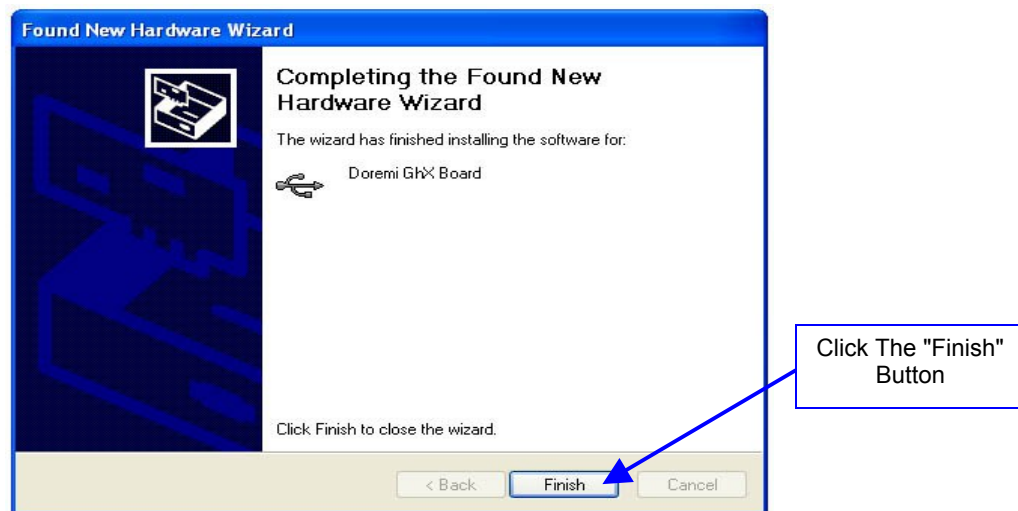 Found New Hardware Wizard
Completing the Found New
Hardware Wizard
The wizard has finished installing the software for:
Doremi GhX Board
Click The "Finish"
Button
Click Finish to close the wizard.
< Back
Finish
Cancel